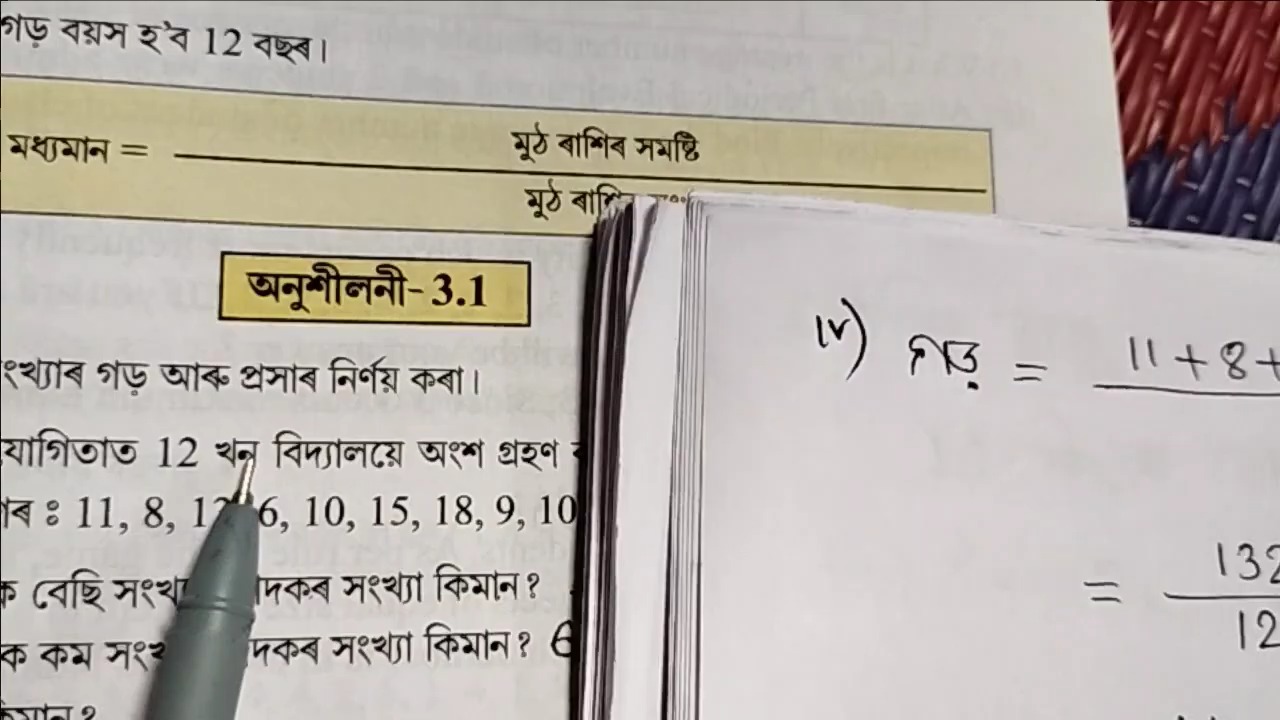 গড় বয়স হ'ব 12 বছৰ।
মধ্যমান = মুঠ ৰাশিৰ সমষ্টি
মুঠ
অনুশীলনী- 3.1
ংখ্যাৰ গড় আৰু প্ৰসাৰ নিৰ্ণয় কৰা।
যোগিতাত 12 খন বিদ্যালয়ে অংশ গ্ৰহণ
ৰ ঃ 11, 8, 6, 10, 15, 18, 9, 10
ক বেছি দকৰ সংখ্যা কিমান?
ক কম দকৰ সংখ্যা কিমান? 6
কিমান?
iv) গড় = 11 + 8 +
= 132
12